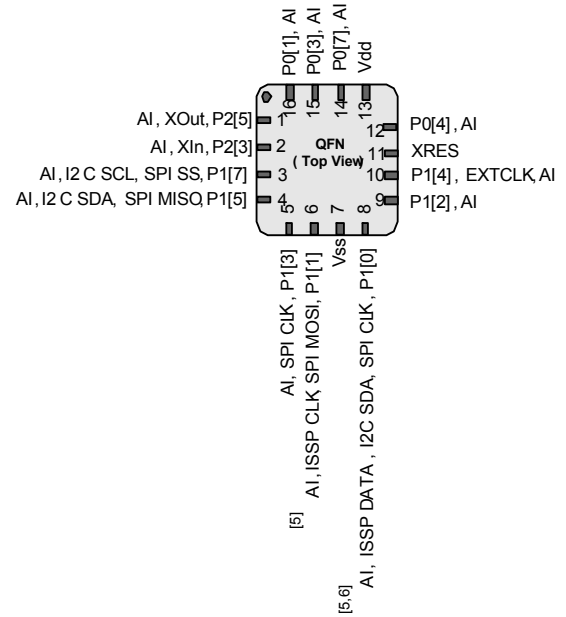 P0[1], AI
P0[3], AI
P0[7], AI
Vdd
16
15
14
13
AI, XOut, P2[5]
1
AI, XIn, P2[3]
2
AI, I2 C SCL, SPI SS, P1[7]
3
AI, I2 C SDA, SPI MISO, P1[5]
4
QFN
( Top View)
12
P0[4], AI
11
XRES
10
P1[4], EXTCLK, AI
9
P1[2], AI
5
6
7
8
AI, SPI CLK, P1[3]
[5]
AI, ISSP CLK, SPI MOSI, P1[1]
Vss
[5,6]
AI, ISSP DATA, I2C SDA, SPI CLK, P1[0]